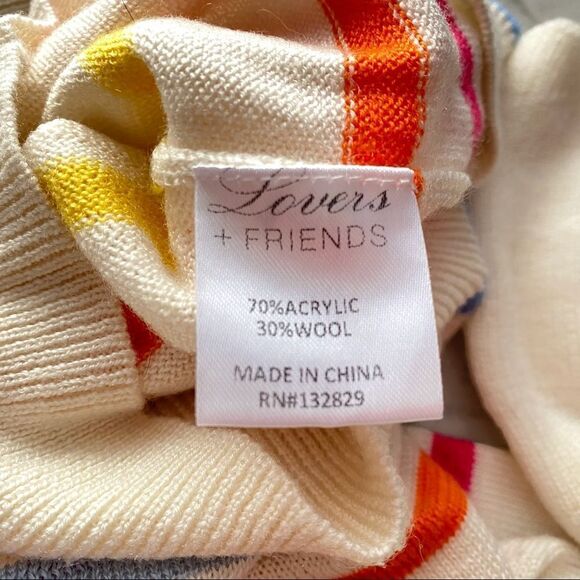 Lovers
+ FRIENDS
70%ACRYLIC
30%WOOL
MADE IN CHINA
RN#132829